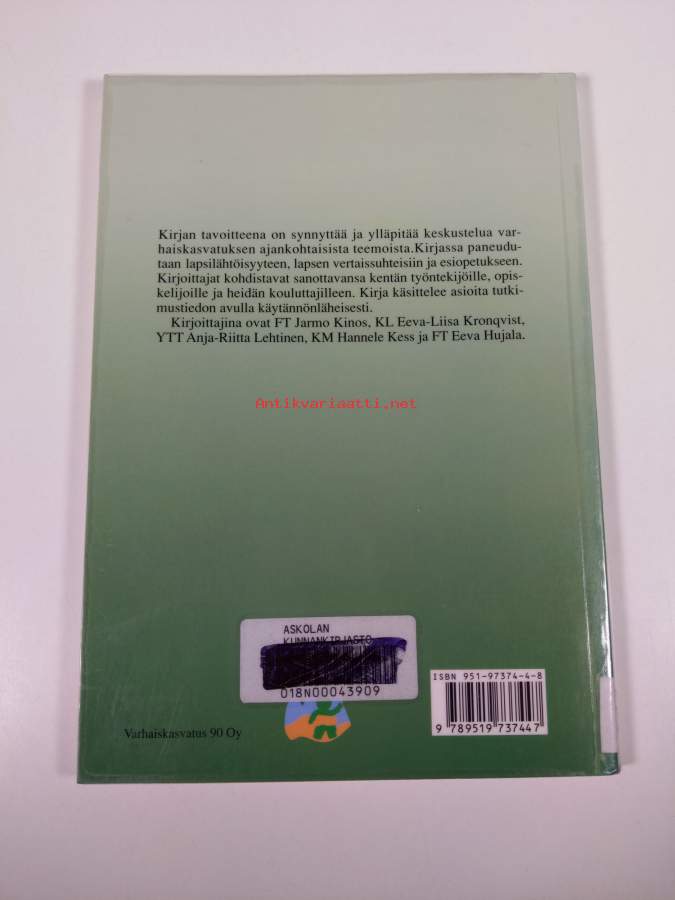 Kirjan tavoitteena on synnyttää ja ylläpitää keskustelua var-
haiskasvatuksen ajankohtaisista teemoista.Kirjassa paneudu-
taan lapsilähtöisyyteen, lapsen vertaissuhteisiin ja esiopetukseen.
Kirjoittajat kohdistavat sanottavansa kentän työntekijöille, opis-
kelijoille ja heidän kouluttajilleen. Kirja käsittelee asioita tutki-
mustiedon avulla käytännönläheisesti.
Kirjoittajina ovat FT Jarmo Kinos, KL Eeva-Liisa Kronqvist,
YTT Anja-Riitta Lehtinen, KM Hannele Kess ja FT Eeva Hujala.
Antikvariaatti.net
ASKOLAN
KUNNANKIRJASTO
018N00043909
ISBN 951-97374-4-8
9 789519 737447
Varhaiskasvatus 90 Oy